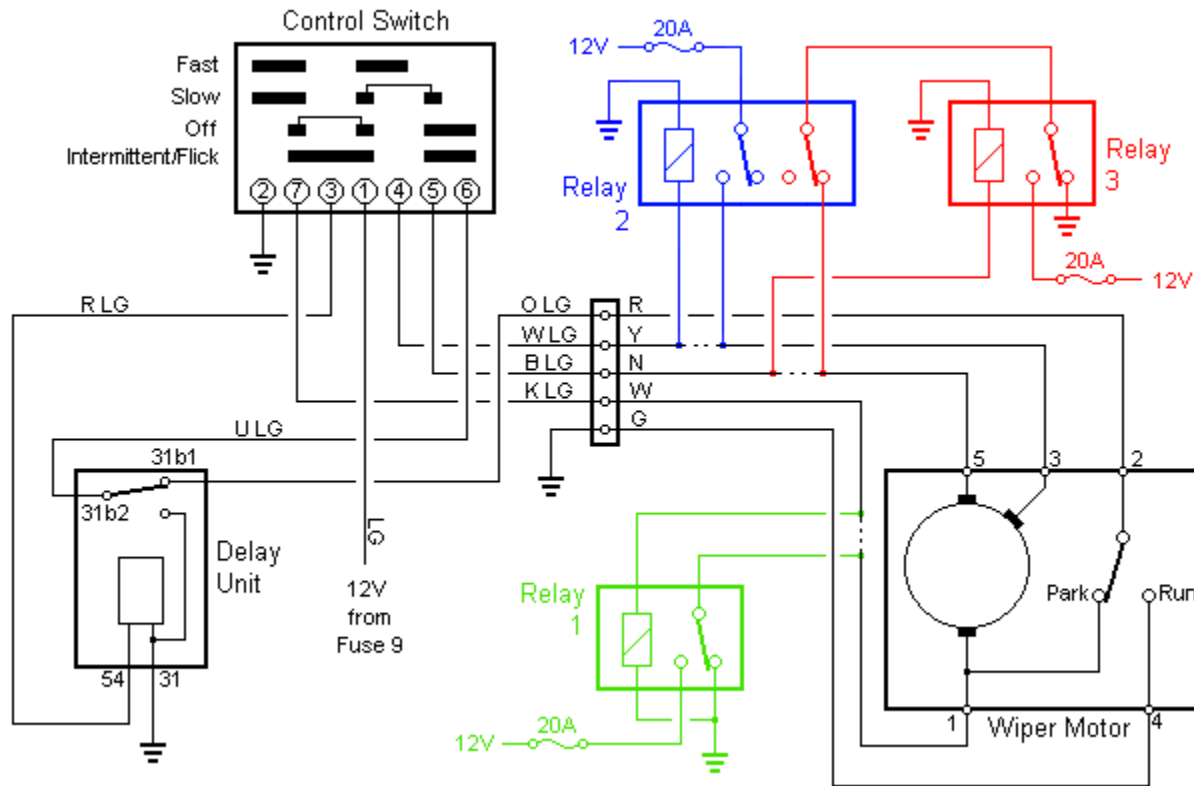 Control Switch
Fast
Slow
Off
Intermittent/Flick
2 7 3 1 4 5 6
12V
20A
Relay
2
Relay
3
20A
12V
R LG
O LG R
W LG Y
B LG N
K LG W
G
U LG
31b1
31b2
Delay
Unit
54 31
LG
12V
from
Fuse 9
Relay
1
20A
12V
5 3 2
Park Run
1 Wiper Motor 4